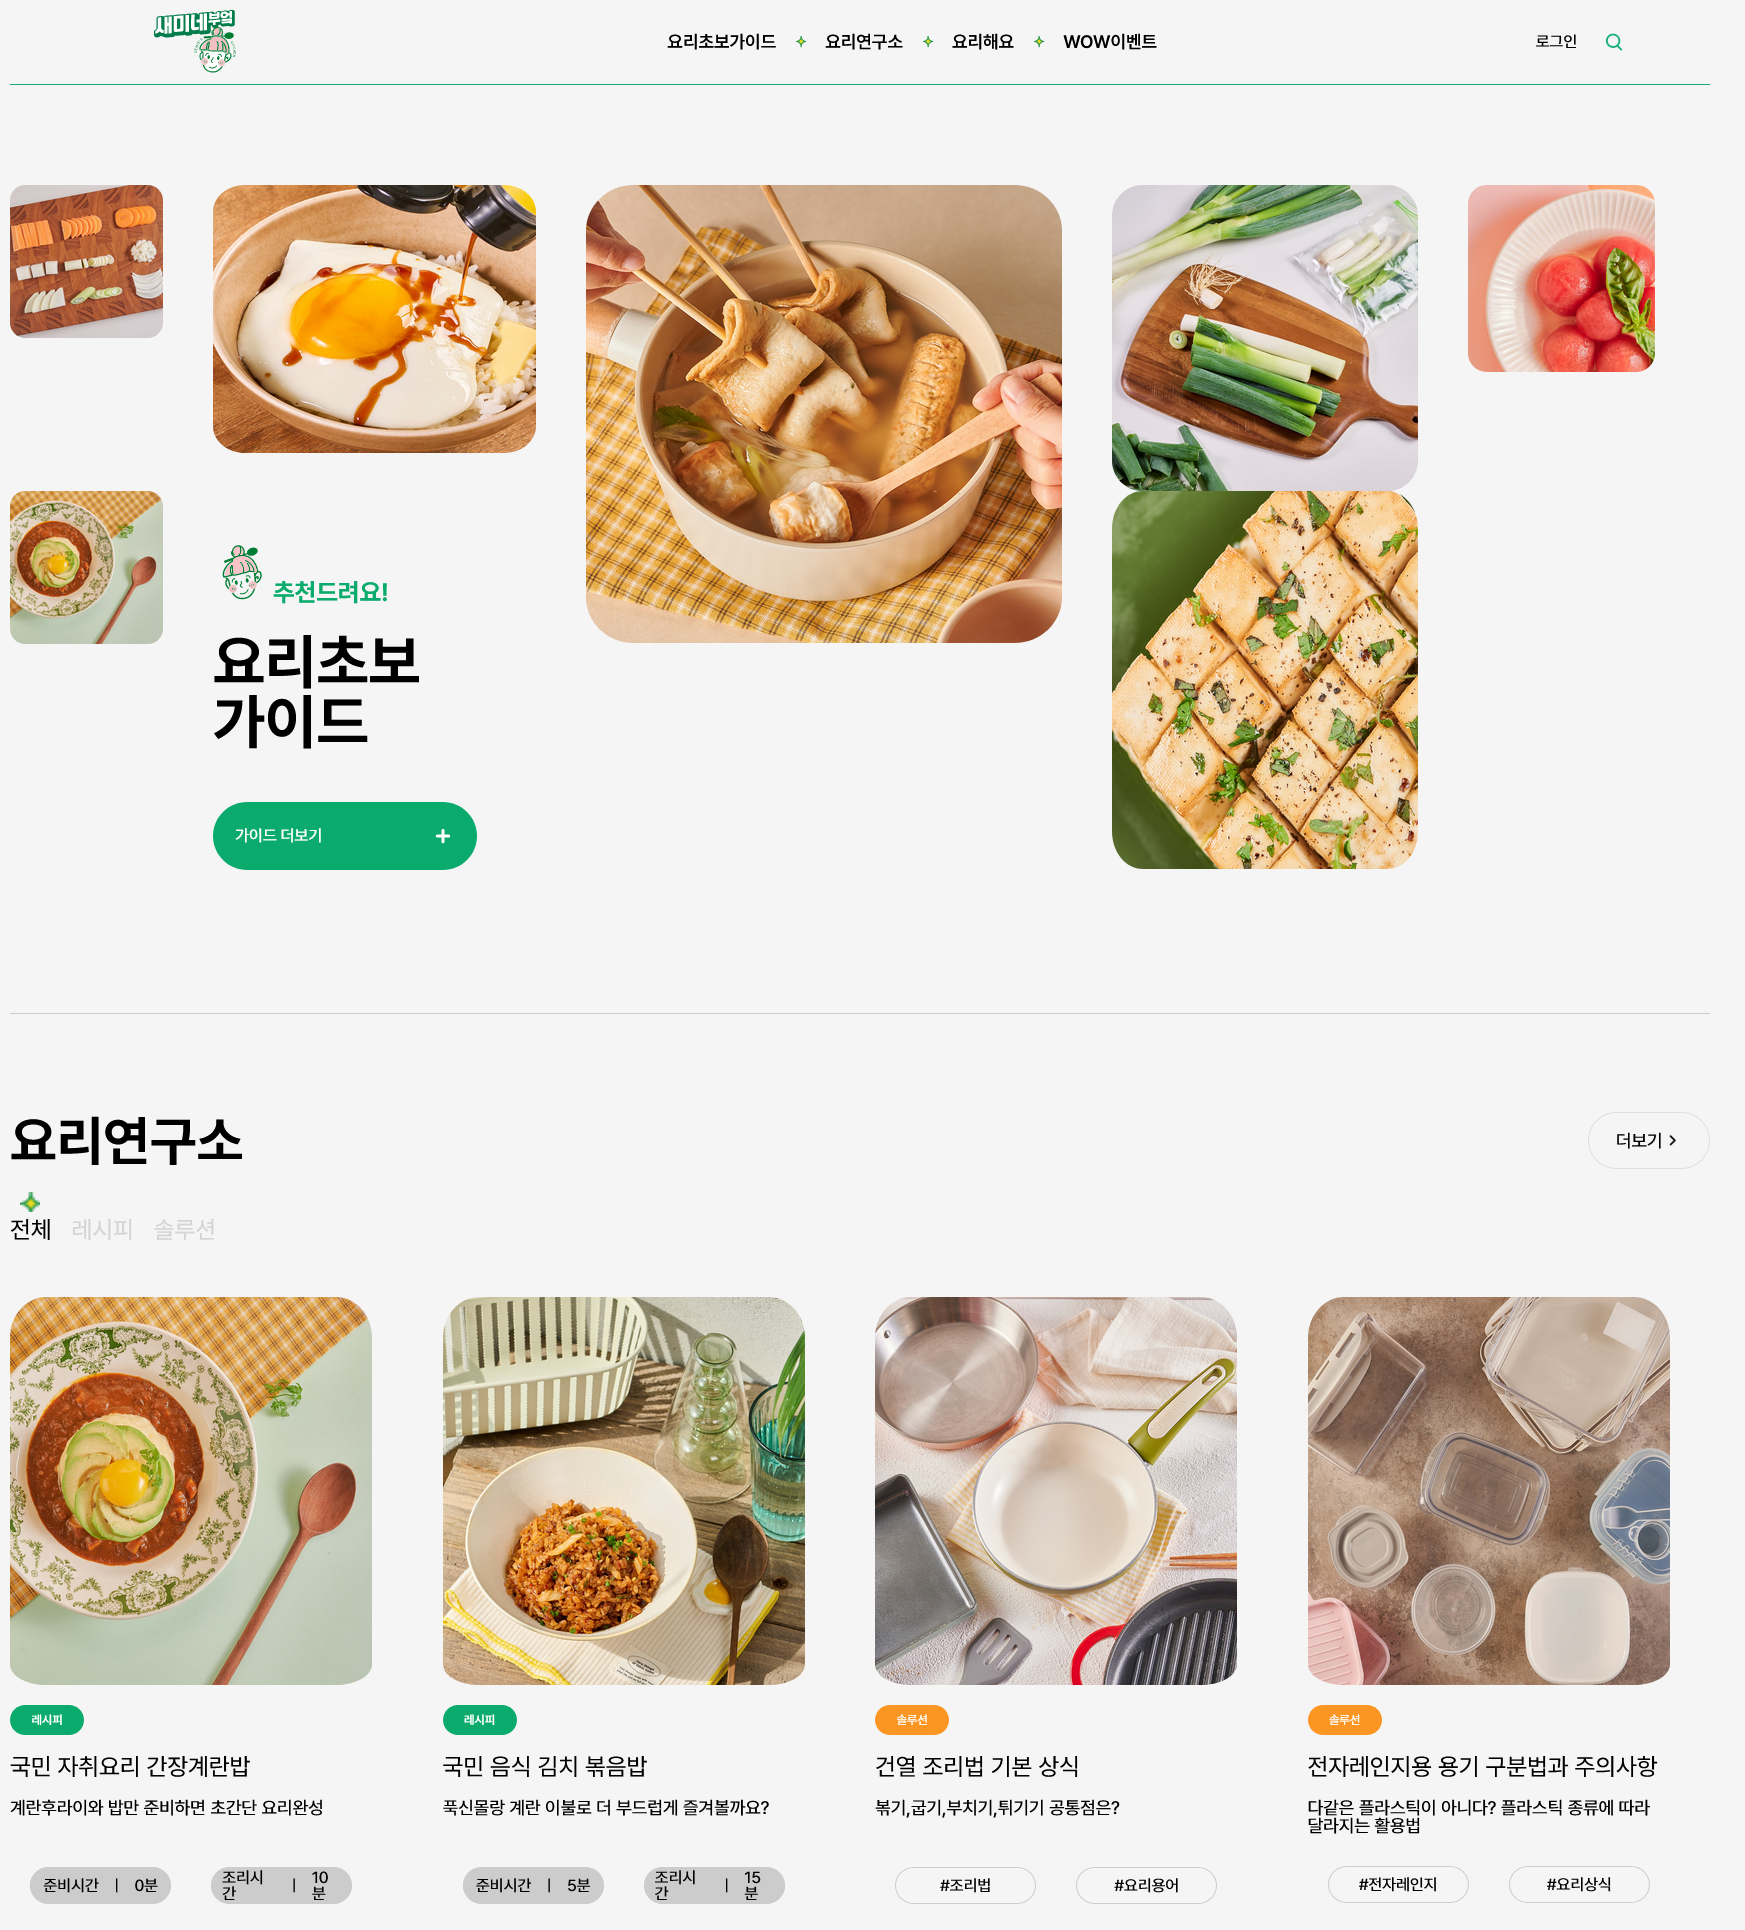 새미네부엌
요리초보가이드
요리연구소
요리해요
WOW이벤트
로그인
추천드려요!
요리초보
가이드
가이드 더보기
요리연구소
더보기
전체 레시피 솔루션
레시피
국민 자취요리 간장계란밥
계란후라이와 밥만 준비하면 초간단 요리완성
준비시간 | 0분
조리시간 | 10분
레시피
국민 음식 김치 볶음밥
푹신몰랑 계란 이불로 더 부드럽게 즐겨볼까요?
준비시간 | 5분
조리시간 | 15분
솔루션
건열 조리법 기본 상식
볶기,굽기,부치기,튀기기 공통점은?
#조리법
#요리용어
솔루션
전자레인지용 용기 구분법과 주의사항
다같은 플라스틱이 아니다? 플라스틱 종류에 따라
달라지는 활용법
#전자레인지
#요리상식